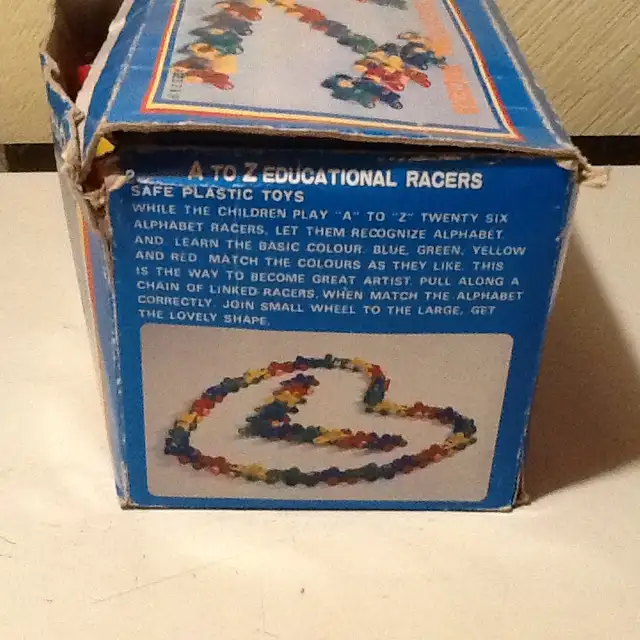 A TO Z EDUCATIONAL RACERS
SAFE PLASTIC TOYS
WHILE THE CHILDREN PLAY "A" TO "Z" TWENTY SIX
ALPHABET RACERS, LET THEM RECOGNIZE ALPHABET,
AND LEARN THE BASIC COLOUR, BLUE, GREEN, YELLOW
AND RED. MATCH THE COLOURS AS THEY LIKE. THIS
IS THE WAY TO BECOME GREAT ARTIST. PULL ALONG A
CHAIN OF LINKED RACERS. WHEN MATCH THE ALPHABET
CORRECTLY. JOIN SMALL WHEEL TO THE LARGE, GET
THE LOVELY SHAPE.